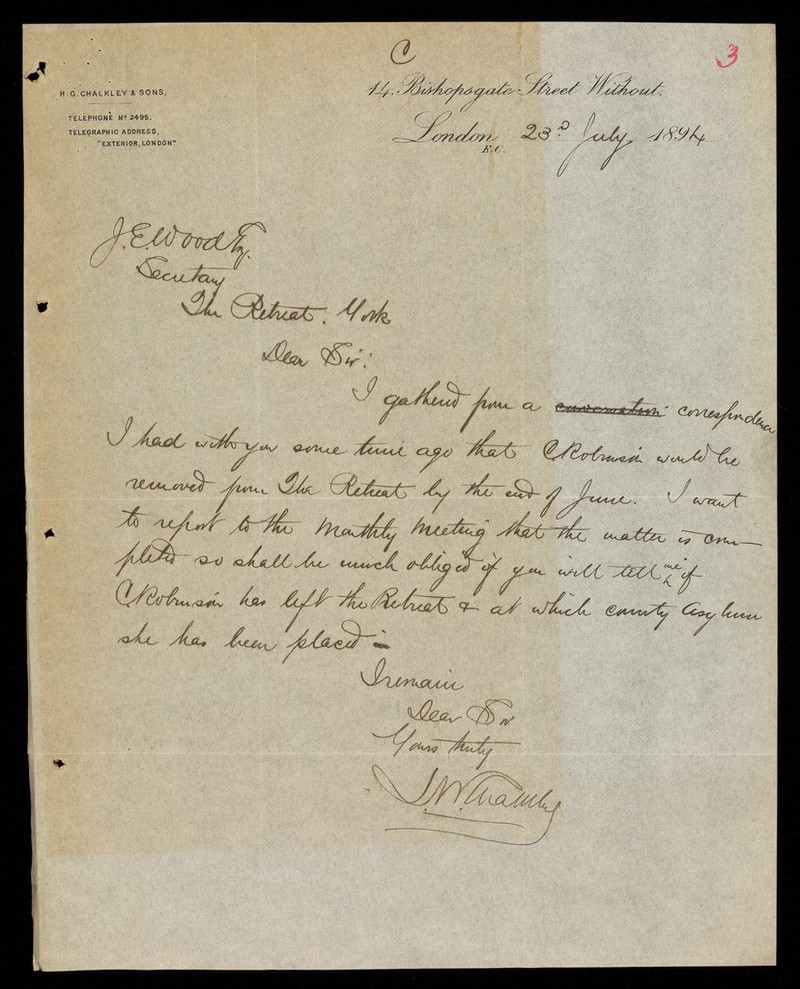 C
3
H. G. CHALKLEY & SONS,
14. Bishopsgate Street Without.
TELEPHONE Nº 2495.
TELEGRAPHIC ADDRESS,
"EXTERIOR, LONDON"
London E.C. 23rd July 1894
J. E. Wood Esq.
Secretary
The Retreat. York
Dear Sir:
I gathered from a correspondence
I had with you some time ago that C Robinson would be
removed from The Retreat by the end of June. I want
to report to the Monthly Meeting that the matter is com-
pleted so shall be much obliged if you will tell me if
C Robinson has left the Retreat & at which county Asylum
she has been placed -
I remain
Dear Sir
Yours truly